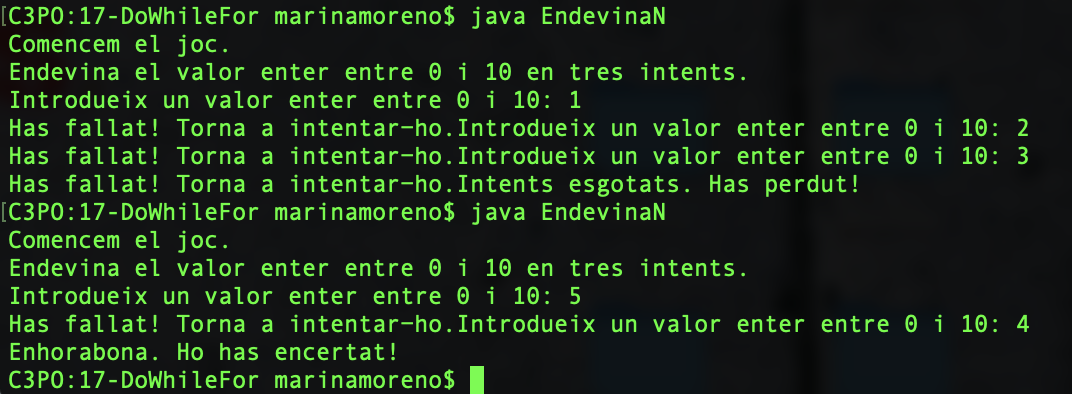 [C3PO:17-DoWhileFor marinamoreno$ java EndevinaN
Comencem el joc.
Endevina el valor enter entre 0 i 10 en tres intents.
Introdueix un valor enter entre 0 i 10: 1
Has fallat! Torna a intentar-ho.Introdueix un valor enter entre 0 i 10: 2
Has fallat! Torna a intentar-ho.Introdueix un valor enter entre 0 i 10: 3
Has fallat! Torna a intentar-ho.Intents esgotats. Has perdut!
[C3PO:17-DoWhileFor marinamoreno$ java EndevinaN
Comencem el joc.
Endevina el valor enter entre 0 i 10 en tres intents.
Introdueix un valor enter entre 0 i 10: 5
Has fallat! Torna a intentar-ho.Introdueix un valor enter entre 0 i 10: 4
Enhorabona. Ho has encertat!
C3PO:17-DoWhileFor marinamoreno$